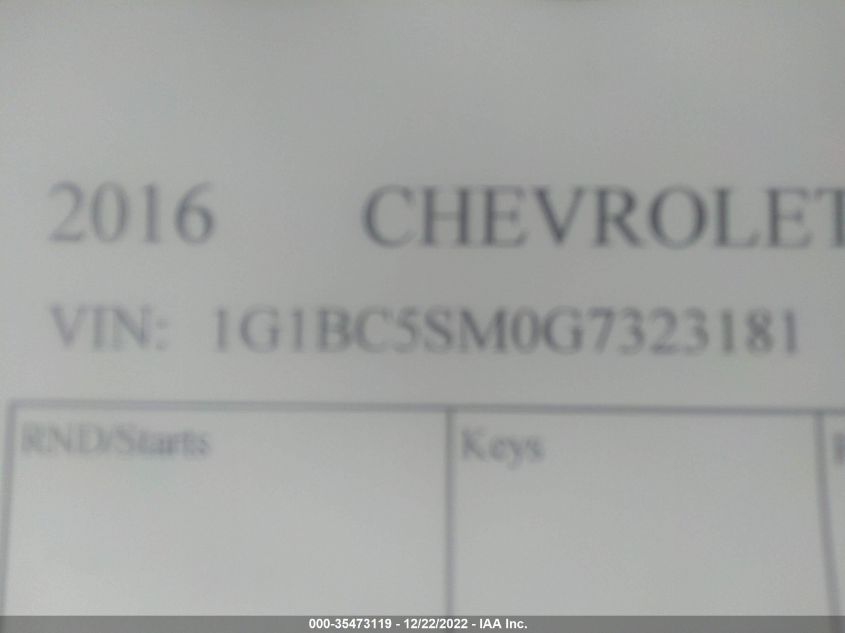 2016 CHEVROLET
VIN: 1G1BC5SM0G7323181
RND/Starts Keys
000-35473119 - 12/22/2022 - IAA Inc.